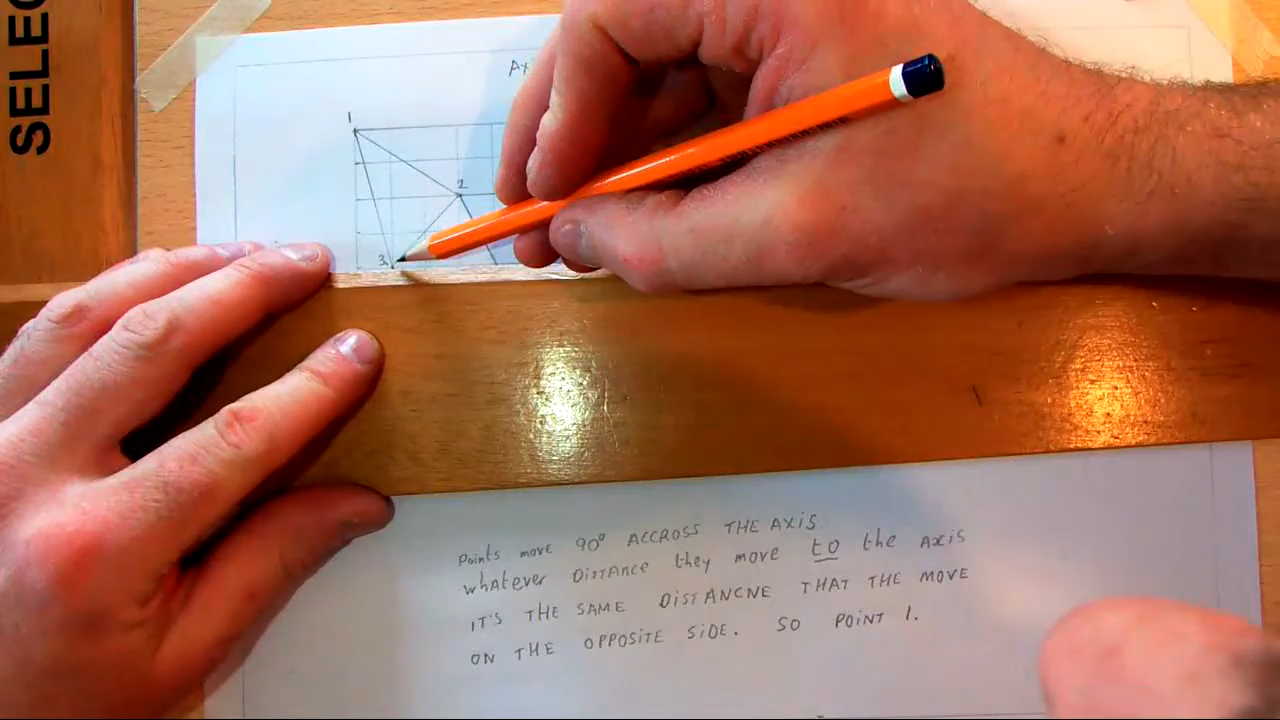 SELEC
Ax
1
2
3
Points move 90° ACCROSS THE AXIS
whatever DISTANCE they move to the axis
IT'S THE SAME DISTANCNE THAT THE MOVE
ON THE OPPOSITE SIDE. SO POINT 1.